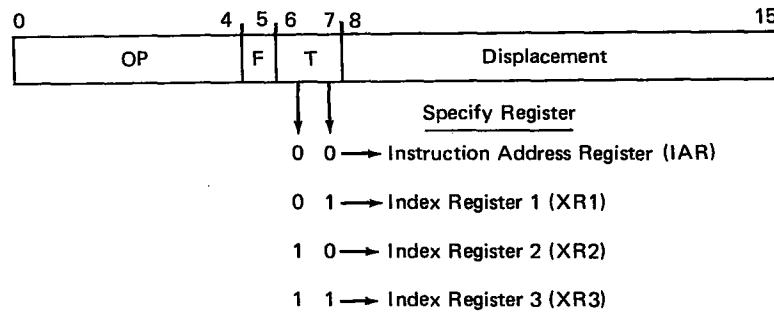 0 4 5 6 7 8 15
OP F T Displacement
Specify Register
0 0 Instruction Address Register (IAR)
0 1 Index Register 1 (XR1)
1 0 Index Register 2 (XR2)
1 1 Index Register 3 (XR3)